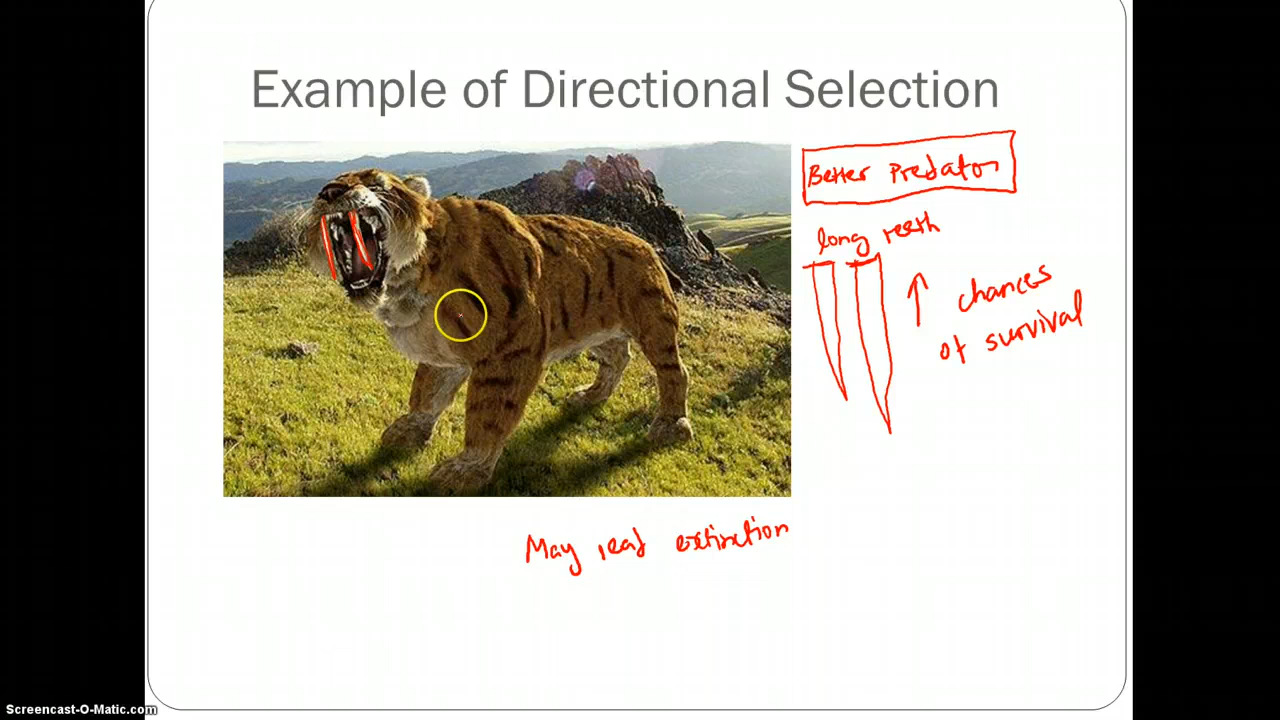 Example of Directional Selection
Better Predator
long teeth
↑ chances
of survival
May lead extinction
Screencast-O-Matic.com